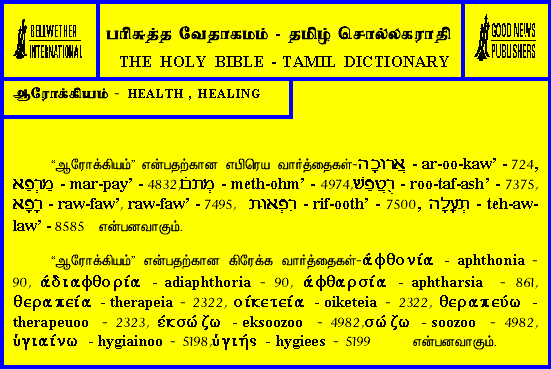 BELLWETHER
INTERNATIONAL
பரிசுத்த வேதாகமம் - தமிழ் சொல்லகராதி
THE HOLY BIBLE - TAMIL DICTIONARY
GOOD NEWS
PUBLISHERS
ஆரோக்கியம் - HEALTH , HEALING
“ஆரோக்கியம்” என்பதற்கான எபிரெய வார்த்தைகள்-אֲרוּכָה - ar-oo-kaw’ - 724,
מַרְפֵּא - mar-pay’ - 4832,מְתֹם - meth-ohm’ - 4974,רֻטֲפַשׁ - roo-taf-ash’ - 7375,
רָפָא - raw-faw’, raw-faw’ - 7495, רִפְאוּת - rif-ooth’ - 7500, תְּעָלָה - teh-aw-
law’ - 8585 என்பனவாகும்.
“ஆரோக்கியம்” என்பதற்கான கிரேக்க வார்த்தைகள்-ἀφθονία - aphthonia -
90, ἀδιαφθορία - adiaphthoria - 90, ἀφθαρσία - aphtharsia - 861,
θεραπεία - therapeia - 2322, οἰκετεία - oiketeia - 2322, θεραπεύω -
therapeuoo - 2323, ἐκσώζω - eksoozoo - 4982,σώζω - soozoo - 4982,
ὑγιαίνω - hygiainoo - 5198,ὑγιής - hygiees - 5199 என்பனவாகும்.